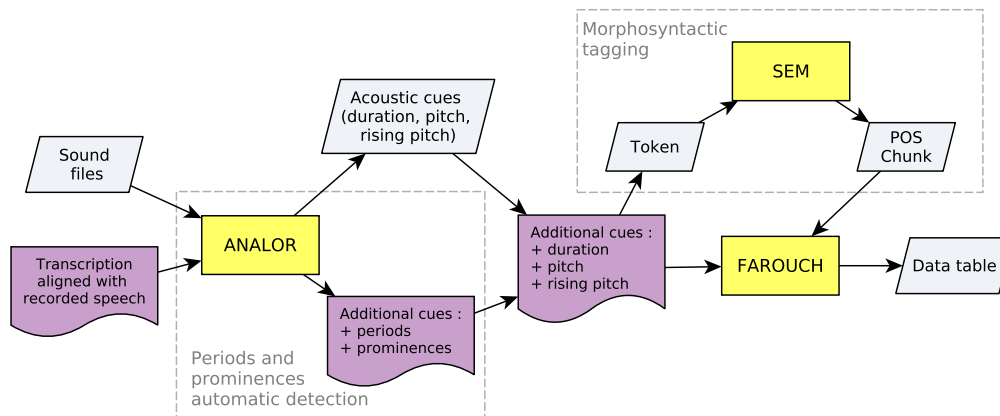 Morphosyntactic
tagging
SEM
Acoustic cues
(duration, pitch,
rising pitch)
Token
POS
Chunk
Sound
files
ANALOR
Additional cues :
+ duration
+ pitch
+ rising pitch
FAROUCH
Data table
Transcription
aligned with
recorded speech
Additional cues :
+ periods
+ prominences
Periods and
prominences
automatic detection